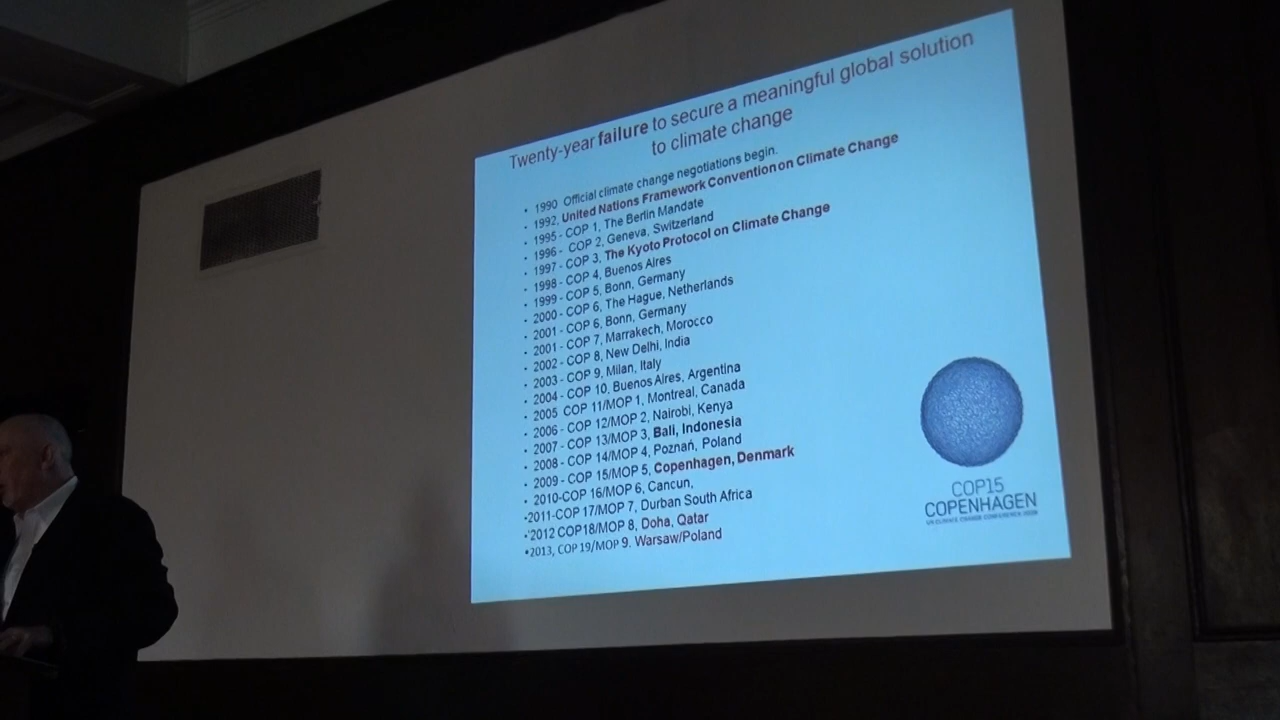 Twenty-year failure to secure a meaningful global solution
to climate change
• 1990 Official climate change negotiations begin.
• 1992, United Nations Framework Convention on Climate Change
• 1995 - COP 1, The Berlin Mandate
• 1996 - COP 2, Geneva, Switzerland
• 1997 - COP 3, The Kyoto Protocol on Climate Change
• 1998 - COP 4, Buenos Aires
• 1999 - COP 5, Bonn, Germany
• 2000 - COP 6, The Hague, Netherlands
• 2001 - COP 6, Bonn, Germany
• 2001 - COP 7, Marrakech, Morocco
• 2002 - COP 8, New Delhi, India
• 2003 - COP 9, Milan, Italy
• 2004 - COP 10, Buenos Aires, Argentina
• 2005 COP 11/MOP 1, Montreal, Canada
• 2006 - COP 12/MOP 2, Nairobi, Kenya
• 2007 - COP 13/MOP 3, Bali, Indonesia
• 2008 - COP 14/MOP 4, Poznań, Poland
• 2009 - COP 15/MOP 5, Copenhagen, Denmark
• 2010-COP 16/MOP 6, Cancun,
•2011-COP 17/MOP 7, Durban South Africa
•'2012 COP18/MOP 8, Doha, Qatar
•2013, COP 19/MOP 9. Warsaw/Poland
COP15
COPENHAGEN
UN CLIMATE CHANGE CONFERENCE 2009